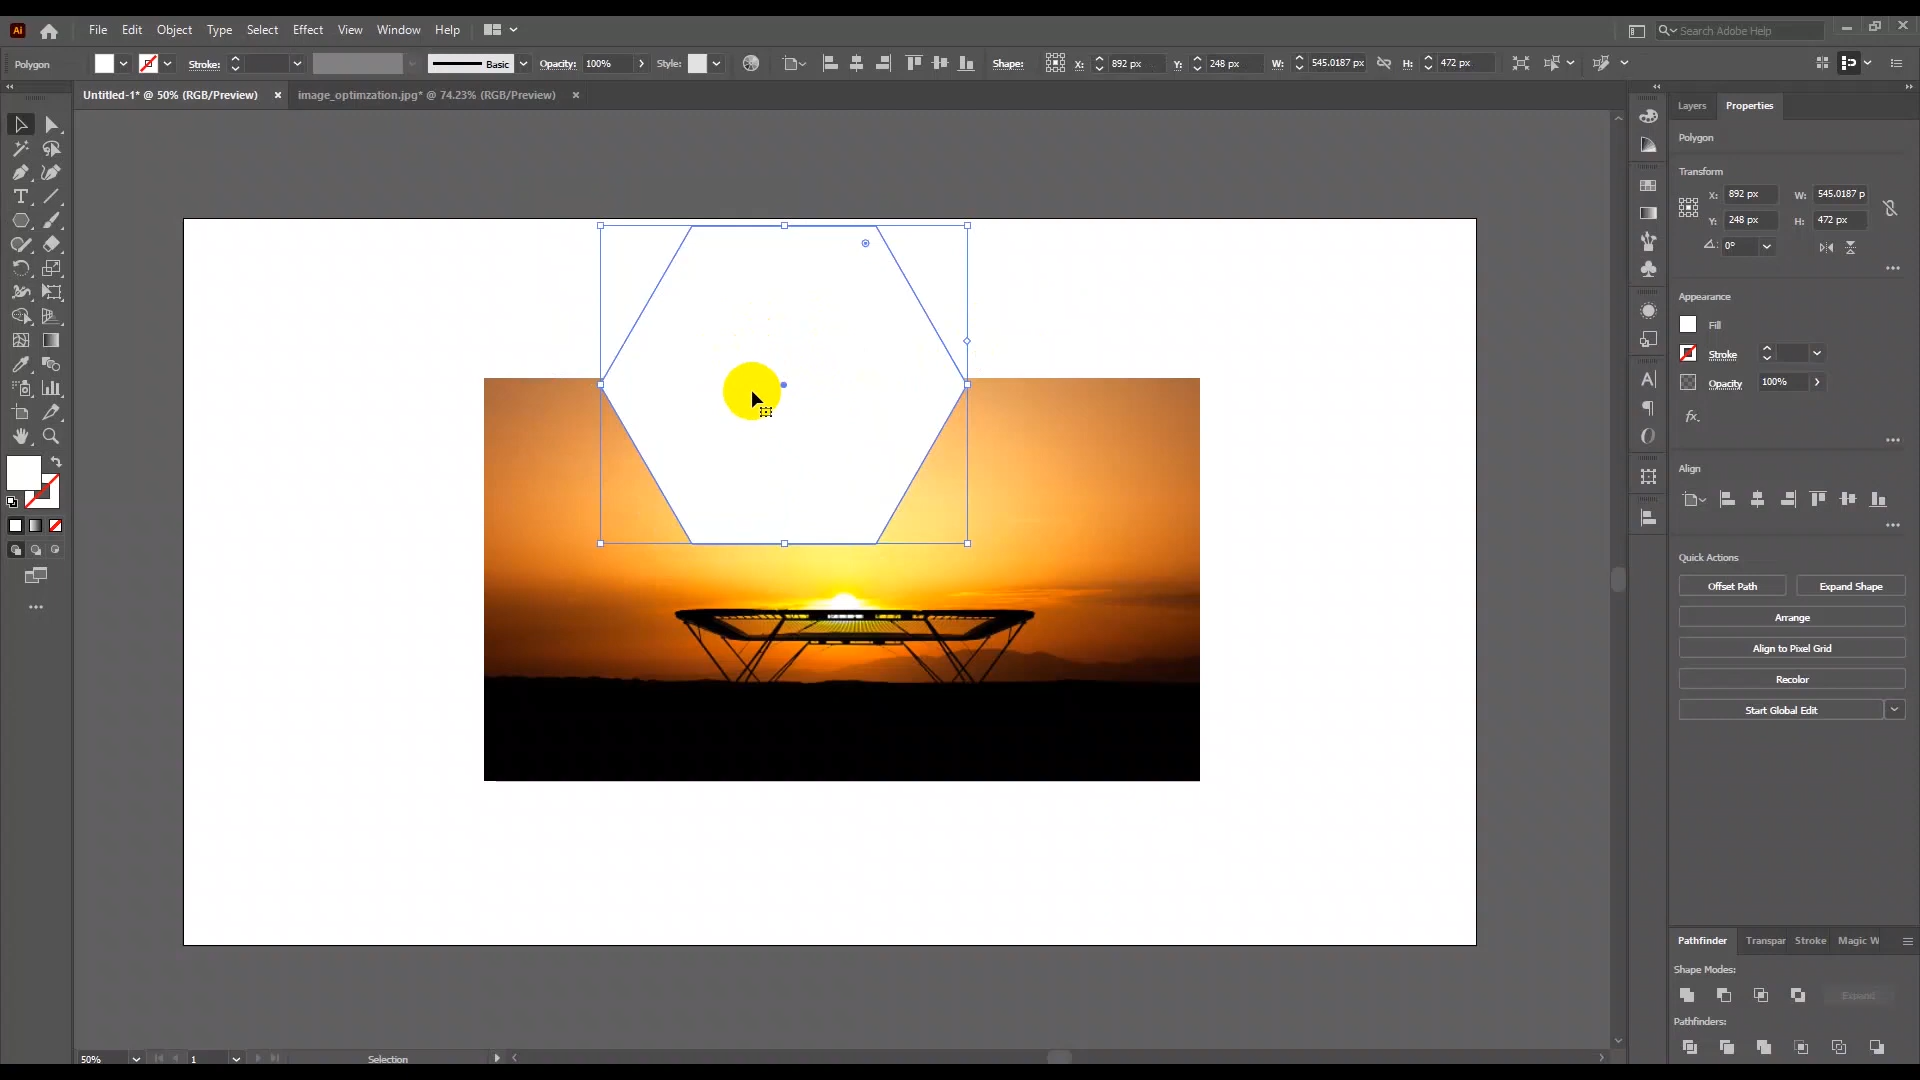 Ai File Edit Object Type Select Effect View Window Help Search Adobe Help
Polygon Stroke: Basic Opacity: 100% Style: Shape: X: 892 px Y: 248 px W: 545.0187 px H: 472 px
Untitled-1* @ 50% (RGB/Preview) × image_optimzation.jpg* @ 74.23% (RGB/Preview) ×
Layers Properties
Polygon
Transform
X: 892 px W: 545.0187 p
Y: 248 px H: 472 px
0°
Appearance
Fill
Stroke
Opacity 100%
fx.
Align
Quick Actions
Offset Path Expand Shape
Arrange
Align to Pixel Grid
Recolor
Start Global Edit
Pathfinder Transpar Stroke Magic W
Shape Modes:
Expand
Pathfinders:
50% 1 Selection